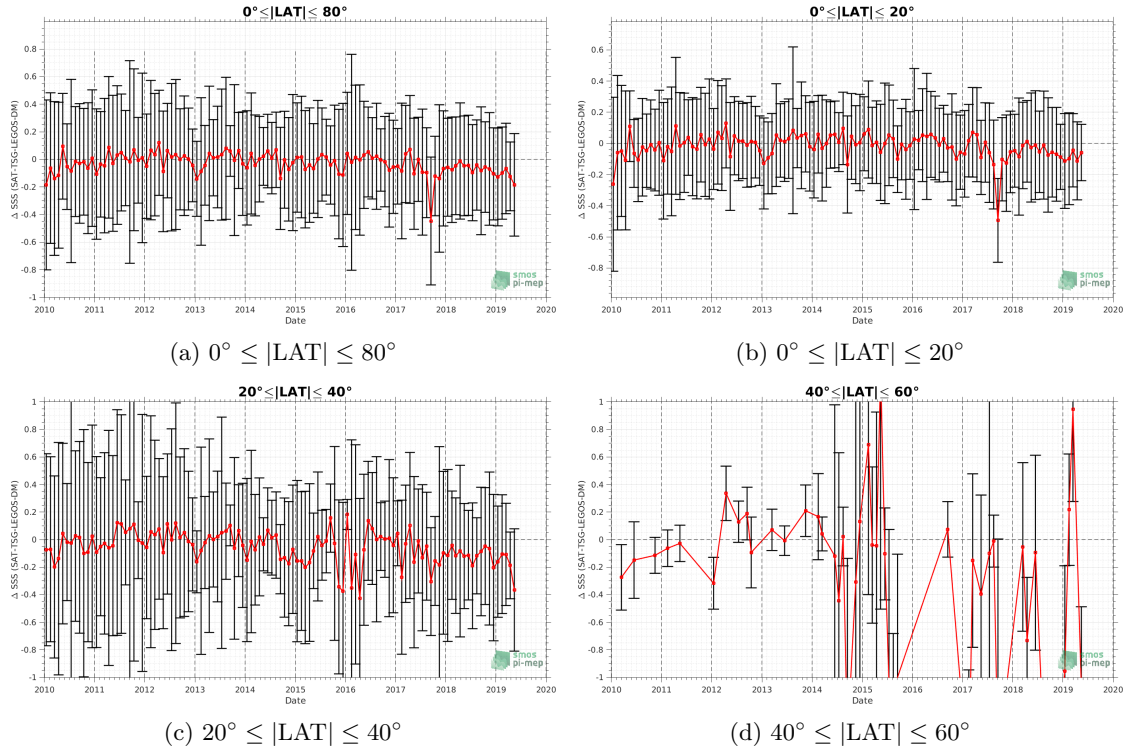 0°≤|LAT|≤ 80°
Δ SSS (SAT-TSG-LEGOS-DM)
0.8
0.6
0.4
0.2
0
-0.2
-0.4
-0.6
-0.8
-1
2010 2011 2012 2013 2014 2015 2016 2017 2018 2019 2020
Date
smos
pi-mep
(a) 0° ≤ |LAT| ≤ 80°
0°≤|LAT|≤ 20°
Δ SSS (SAT-TSG-LEGOS-DM)
0.8
0.6
0.4
0.2
0
-0.2
-0.4
-0.6
-0.8
2010 2011 2012 2013 2014 2015 2016 2017 2018 2019 2020
Date
smos
pi-mep
(b) 0° ≤ |LAT| ≤ 20°
20°≤|LAT|≤ 40°
Δ SSS (SAT-TSG-LEGOS-DM)
1
0.8
0.6
0.4
0.2
0
-0.2
-0.4
-0.6
-0.8
-1
2010 2011 2012 2013 2014 2015 2016 2017 2018 2019 2020
Date
smos
pi-mep
(c) 20° ≤ |LAT| ≤ 40°
40°≤|LAT|≤ 60°
Δ SSS (SAT-TSG-LEGOS-DM)
1
0.8
0.6
0.4
0.2
0
-0.2
-0.4
-0.6
-0.8
-1
2010 2011 2012 2013 2014 2015 2016 2017 2018 2019 2020
Date
smos
pi-mep
(d) 40° ≤ |LAT| ≤ 60°